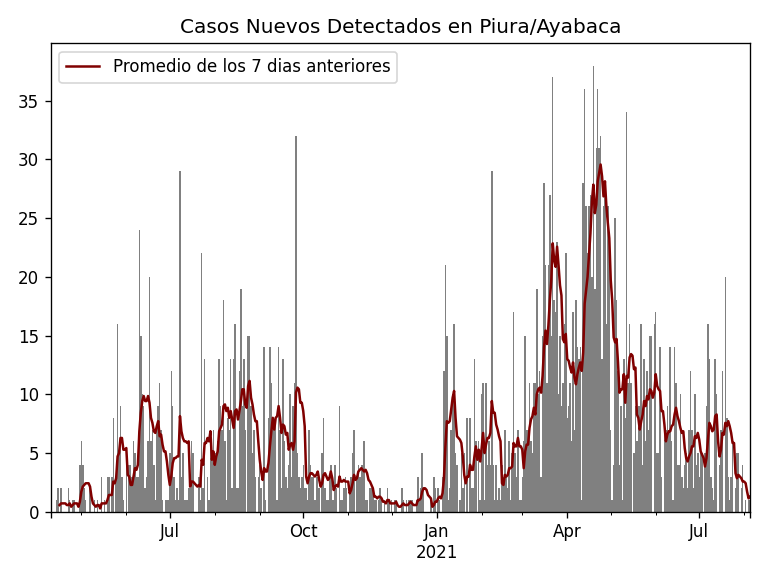 Casos Nuevos Detectados en Piura/Ayabaca
Promedio de los 7 dias anteriores
35
30
25
20
15
10
5
0
Jul
Oct
Jan
Apr
Jul
2021